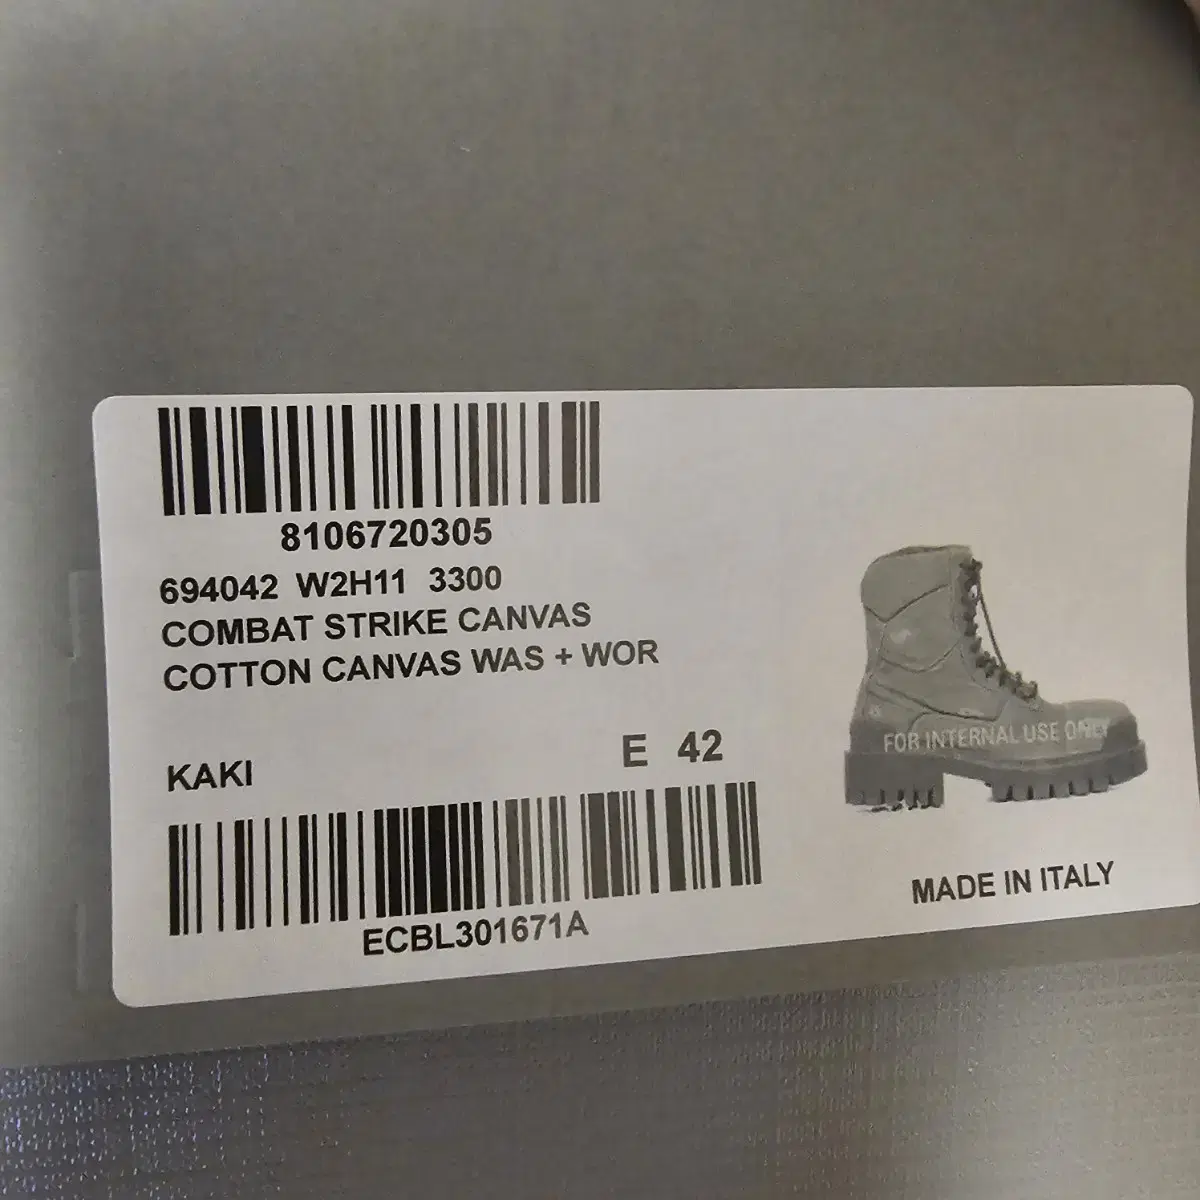 8106720305
694042 W2H11 3300
COMBAT STRIKE CANVAS
COTTON CANVAS WAS + WOR
KAKI
E 42
ECBL301671A
FOR INTERNAL USE ONLY
MADE IN ITALY